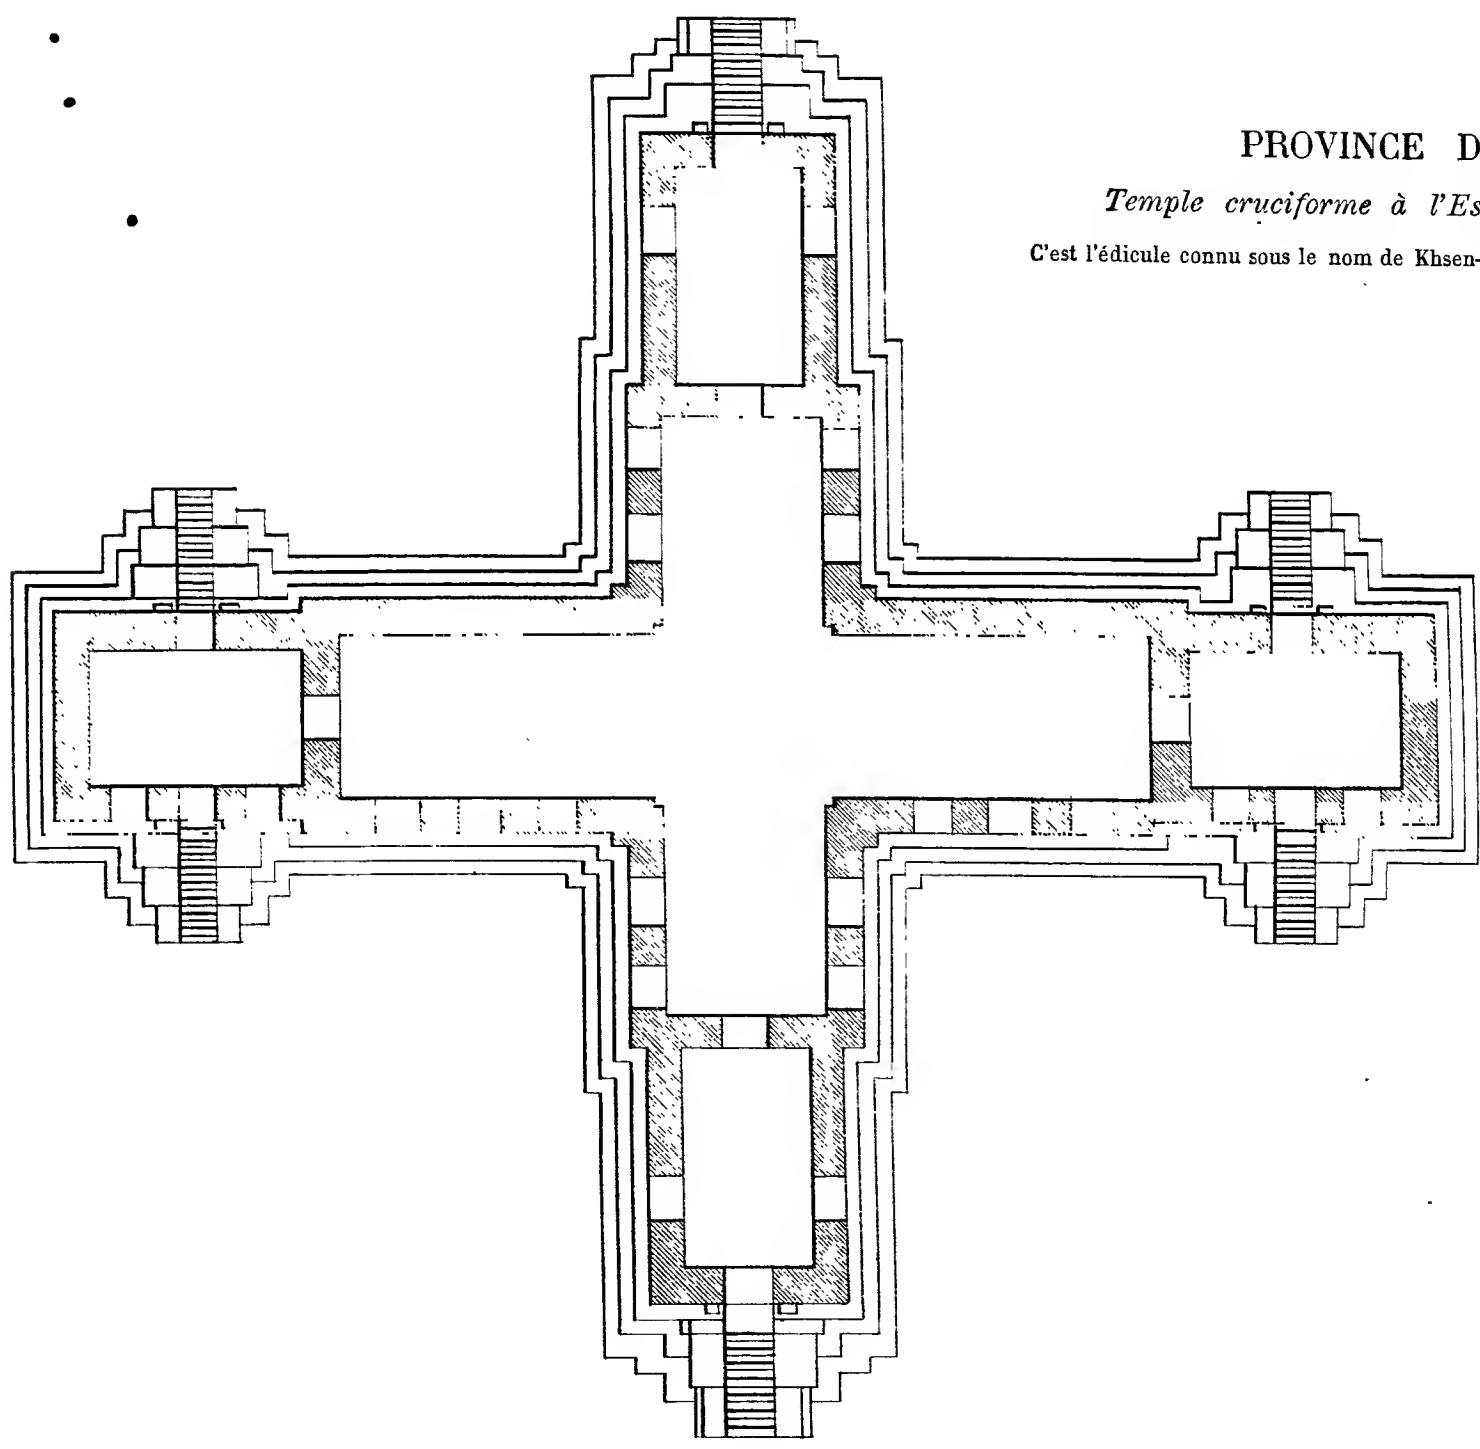 PROVINCE D
Temple cruciforme à l'Es
C'est l'édicule connu sous le nom de Khsen-